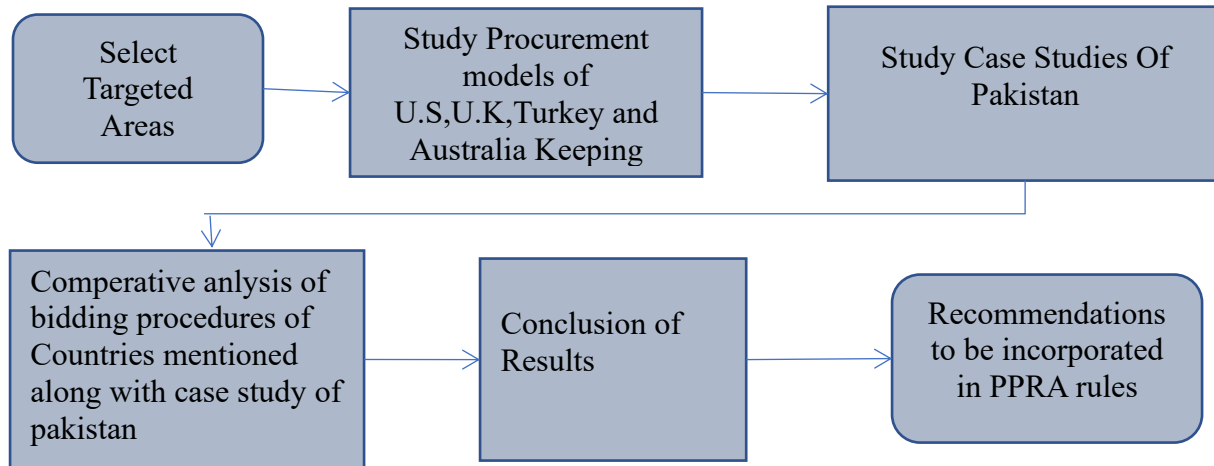 Select
Targeted
Areas
Study Procurement
models of
U.S,U.K,Turkey and
Australia Keeping
Study Case Studies Of
Pakistan
Comperative anlysis of
bidding procedures of
Countries mentioned
along with case study of
pakistan
Conclusion of
Results
Recommendations
to be incorporated
in PPRA rules